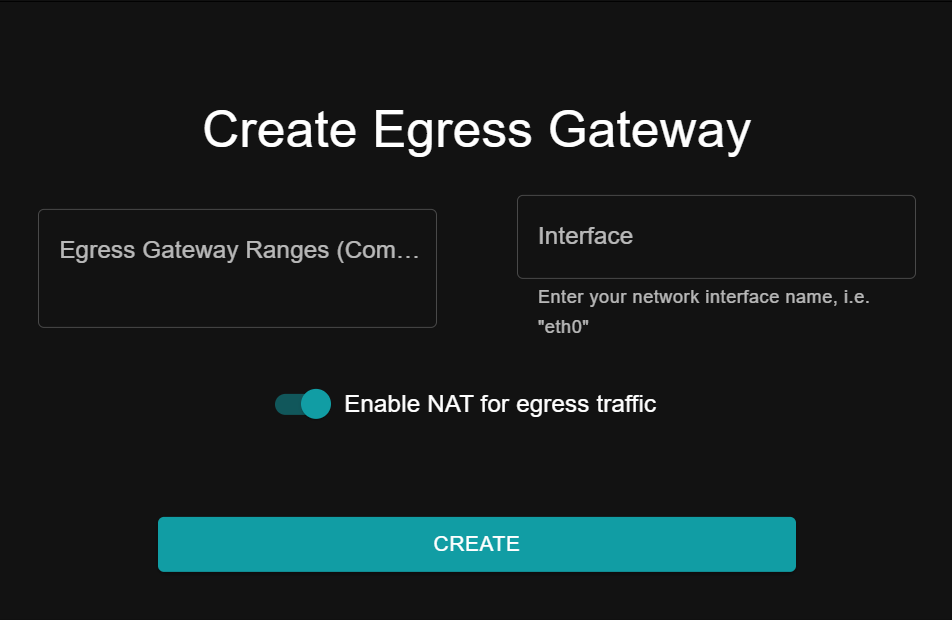 Create Egress Gateway
Egress Gateway Ranges (Com…
Interface
Enter your network interface name, i.e.
"eth0"
Enable NAT for egress traffic
CREATE